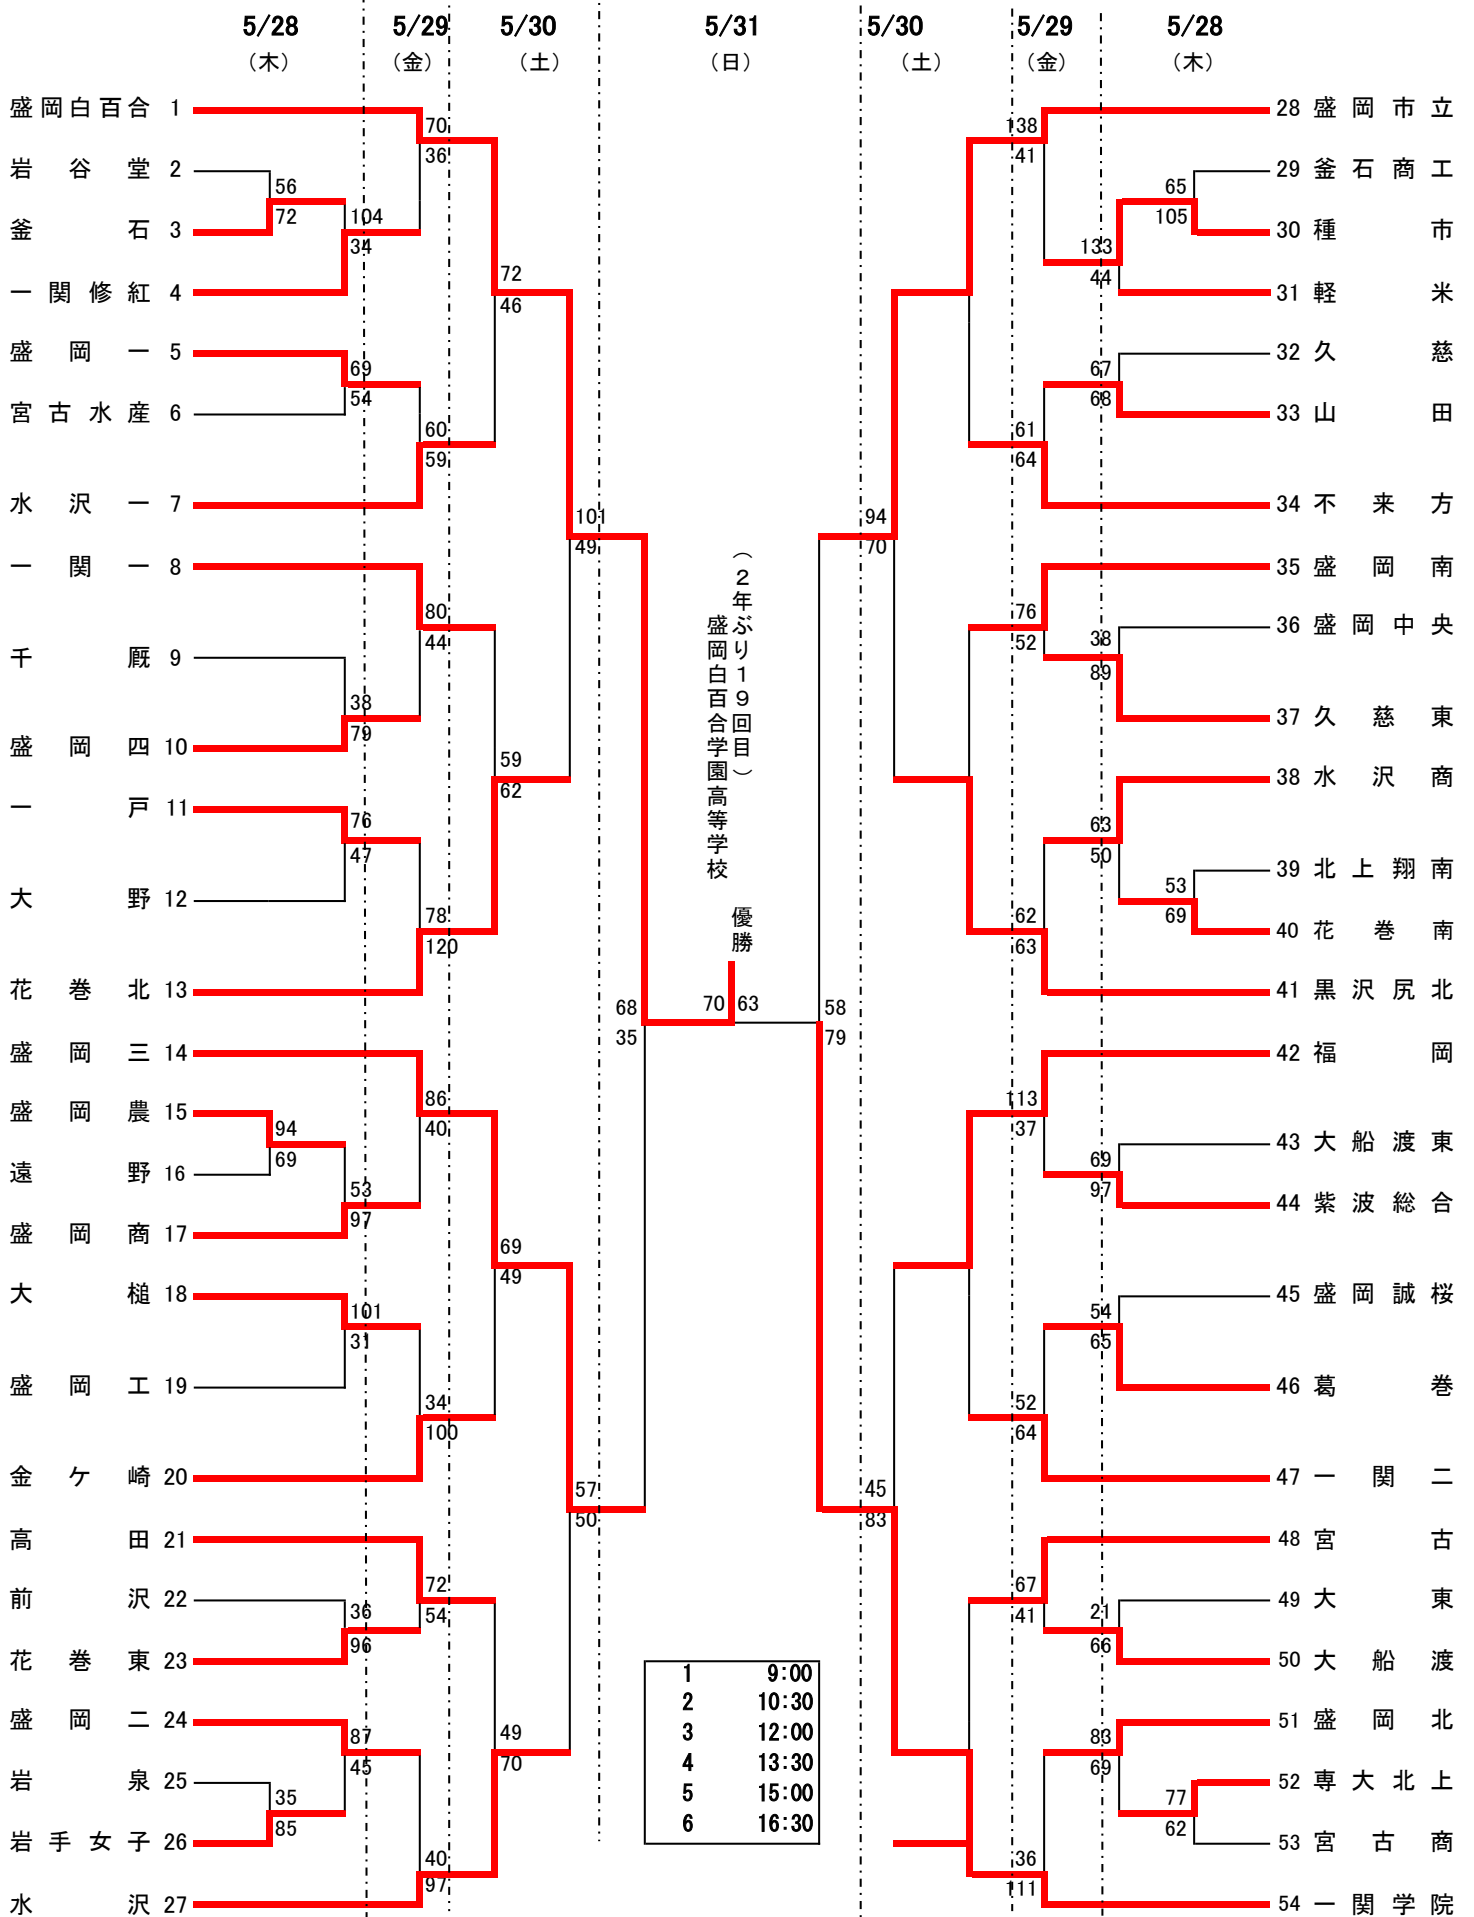 5/28 5/29 5/30 5/31 5/30 5/29 5/28
（木） （金） （土） （日） （土） （金） （木）
盛岡白百合 1
岩谷堂 2
釜石 3
一関修紅 4
盛岡一 5
宮古水産 6
水沢一 7
一関一 8
千厩 9
盛岡四 10
一戸 11
大野 12
花巻北 13
盛岡三 14
盛岡農 15
遠野 16
盛岡商 17
大槌 18
盛岡工 19
金ケ崎 20
高田 21
前沢 22
花巻東 23
盛岡二 24
岩泉 25
岩手女子 26
水沢 27
56
72
94
69
35
85
104
34
69
54
38
79
76
47
53
97
101
31
36
96
87
45
70
36
60
59
80
44
78
120
86
40
34
100
72
54
40
97
72
46
59
62
69
49
49
70
101
49
57
50
68
35
70 63
（２年ぶり１９回目）
盛岡白百合学園高等学校
優勝
58
79
94
70
45
83
138
41
61
64
76
52
62
63
113
37
52
64
67
41
36
111
133
44
67
68
38
89
63
50
69
97
54
65
21
66
83
69
65
105
53
69
77
62
28 盛岡市立
29 釜石商工
30 種市
31 軽米
32 久慈
33 山田
34 不来方
35 盛岡南
36 盛岡中央
37 久慈東
38 水沢商
39 北上翔南
40 花巻南
41 黒沢尻北
42 福岡
43 大船渡東
44 紫波総合
45 盛岡誠桜
46 葛巻
47 一関二
48 宮古
49 大東
50 大船渡
51 盛岡北
52 専大北上
53 宮古商
54 一関学院
1 9:00
2 10:30
3 12:00
4 13:30
5 15:00
6 16:30